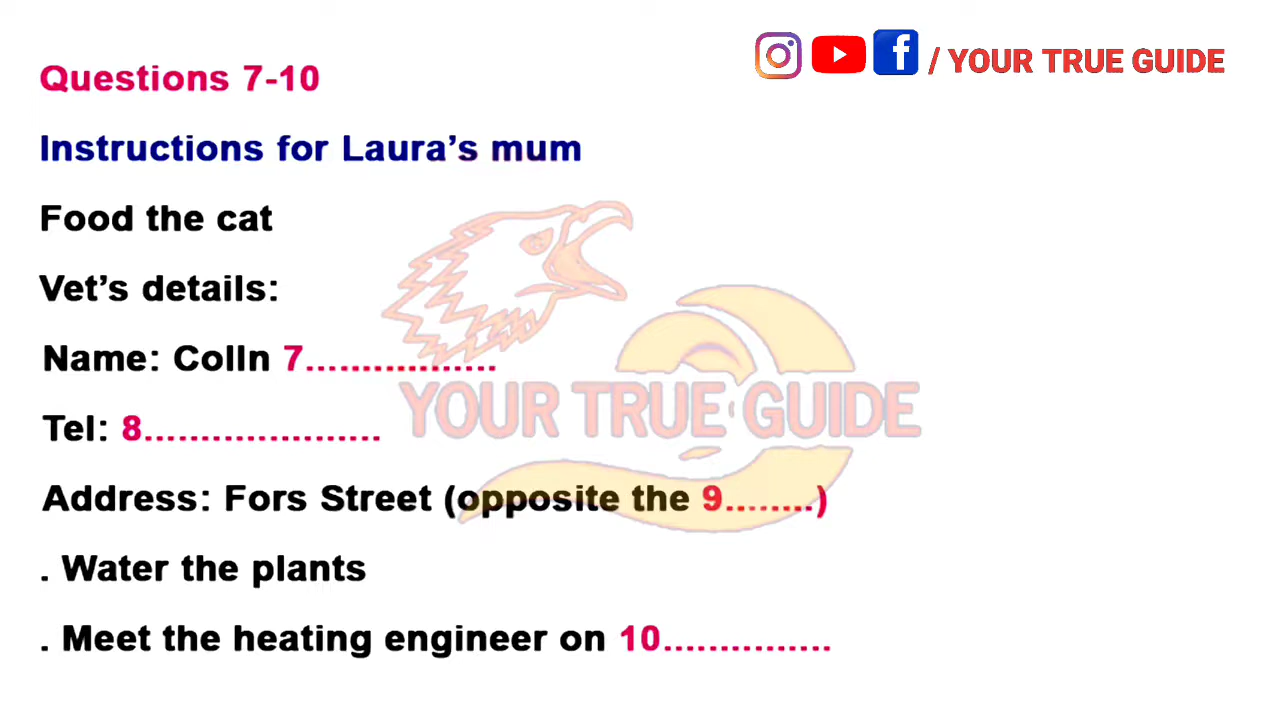 / YOUR TRUE GUIDE
Questions 7-10
Instructions for Laura’s mum
Food the cat
Vet’s details:
Name: Colln 7.................
YOUR TRUE GUIDE
Tel: 8.....................
Address: Fors Street (opposite the 9........)
. Water the plants
. Meet the heating engineer on 10...............